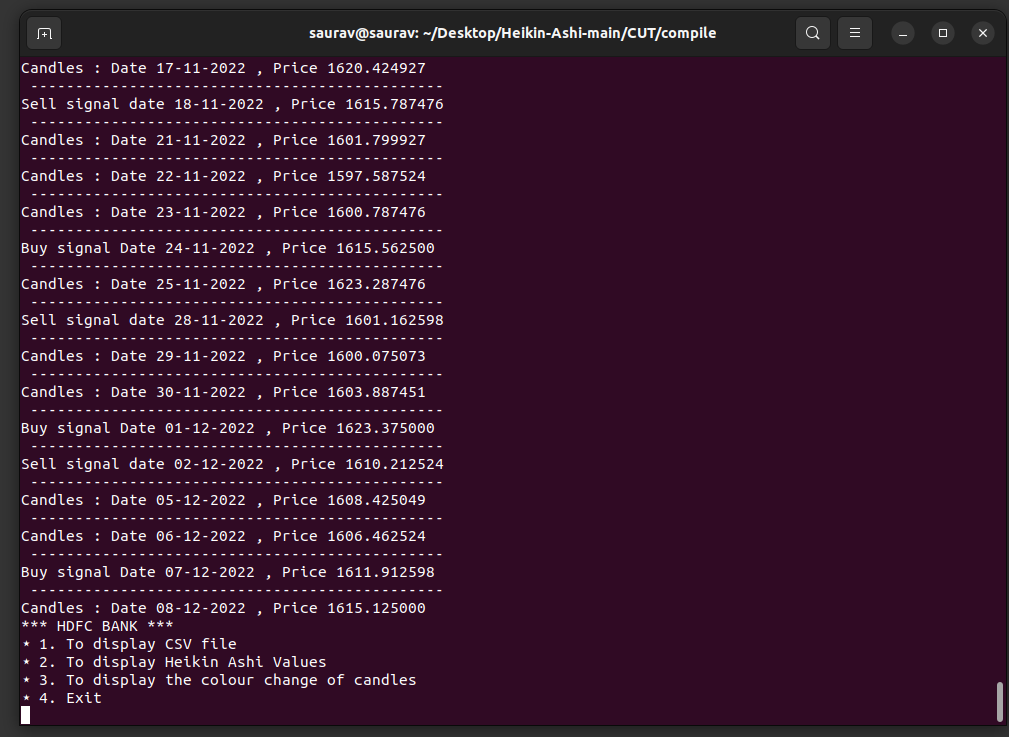 saurav@saurav: ~/Desktop/Heikin-Ashi-main/CUT/compile
Candles : Date 17-11-2022 , Price 1620.424927
----------------------------------------------
Sell signal date 18-11-2022 , Price 1615.787476
----------------------------------------------
Candles : Date 21-11-2022 , Price 1601.799927
----------------------------------------------
Candles : Date 22-11-2022 , Price 1597.587524
----------------------------------------------
Candles : Date 23-11-2022 , Price 1600.787476
----------------------------------------------
Buy signal Date 24-11-2022 , Price 1615.562500
----------------------------------------------
Candles : Date 25-11-2022 , Price 1623.287476
----------------------------------------------
Sell signal date 28-11-2022 , Price 1601.162598
----------------------------------------------
Candles : Date 29-11-2022 , Price 1600.075073
----------------------------------------------
Candles : Date 30-11-2022 , Price 1603.887451
----------------------------------------------
Buy signal Date 01-12-2022 , Price 1623.375000
----------------------------------------------
Sell signal date 02-12-2022 , Price 1610.212524
----------------------------------------------
Candles : Date 05-12-2022 , Price 1608.425049
----------------------------------------------
Candles : Date 06-12-2022 , Price 1606.462524
----------------------------------------------
Buy signal Date 07-12-2022 , Price 1611.912598
----------------------------------------------
Candles : Date 08-12-2022 , Price 1615.125000
*** HDFC BANK ***
* 1. To display CSV file
* 2. To display Heikin Ashi Values
* 3. To display the colour change of candles
* 4. Exit